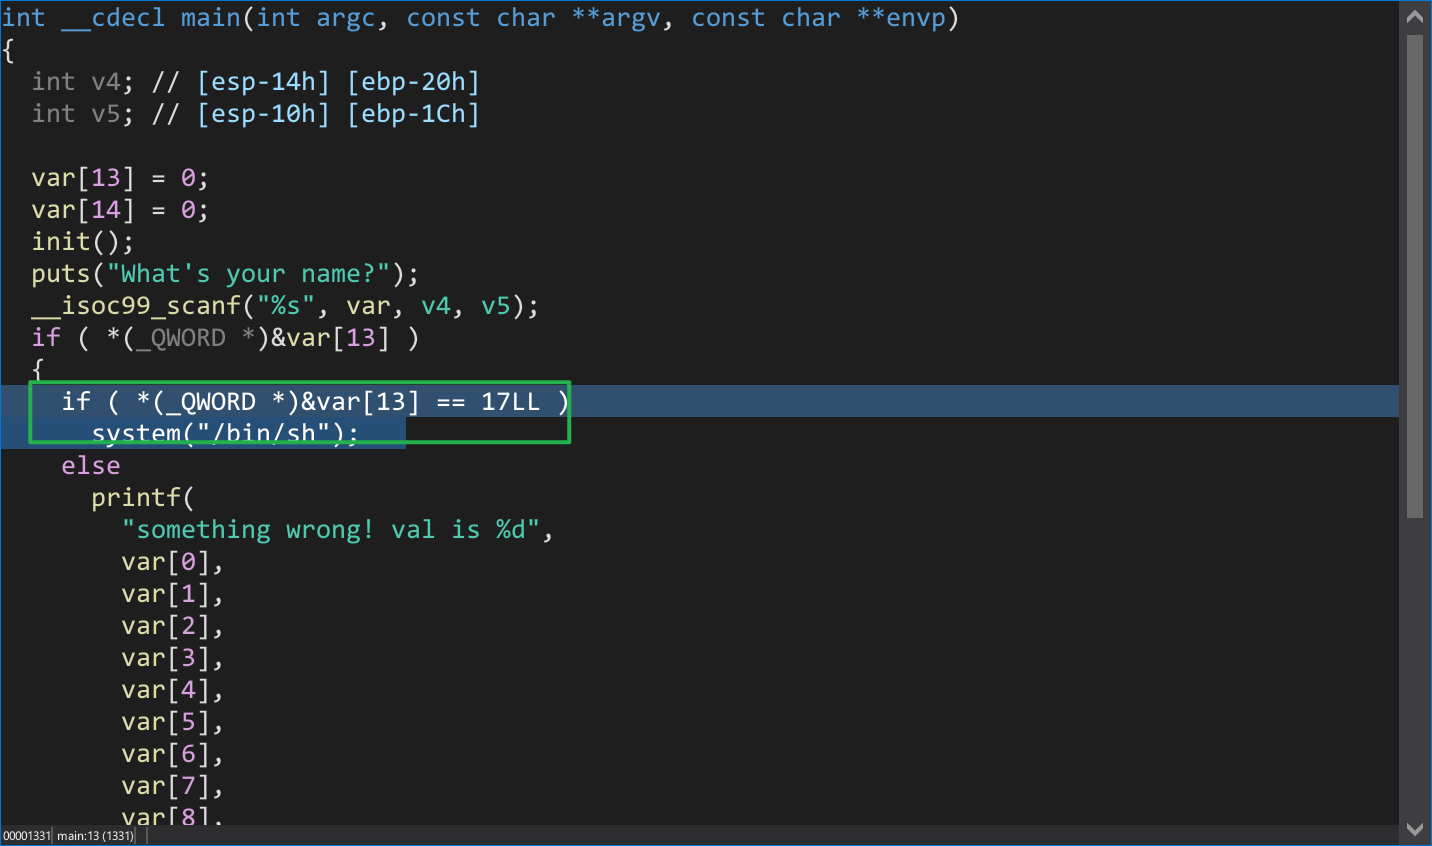 int __cdecl main(int argc, const char **argv, const char **envp)
{
  int v4; // [esp-14h] [ebp-20h]
  int v5; // [esp-10h] [ebp-1Ch]

  var[13] = 0;
  var[14] = 0;
  init();
  puts("What's your name?");
  __isoc99_scanf("%s", var, v4, v5);
  if ( *(_QWORD *)&var[13] )
  {
    if ( *(_QWORD *)&var[13] == 17LL )
      system("/bin/sh");
    else
      printf(
        "something wrong! val is %d",
        var[0],
        var[1],
        var[2],
        var[3],
        var[4],
        var[5],
        var[6],
        var[7],
        var[8],
00001331 main:13 (1331)